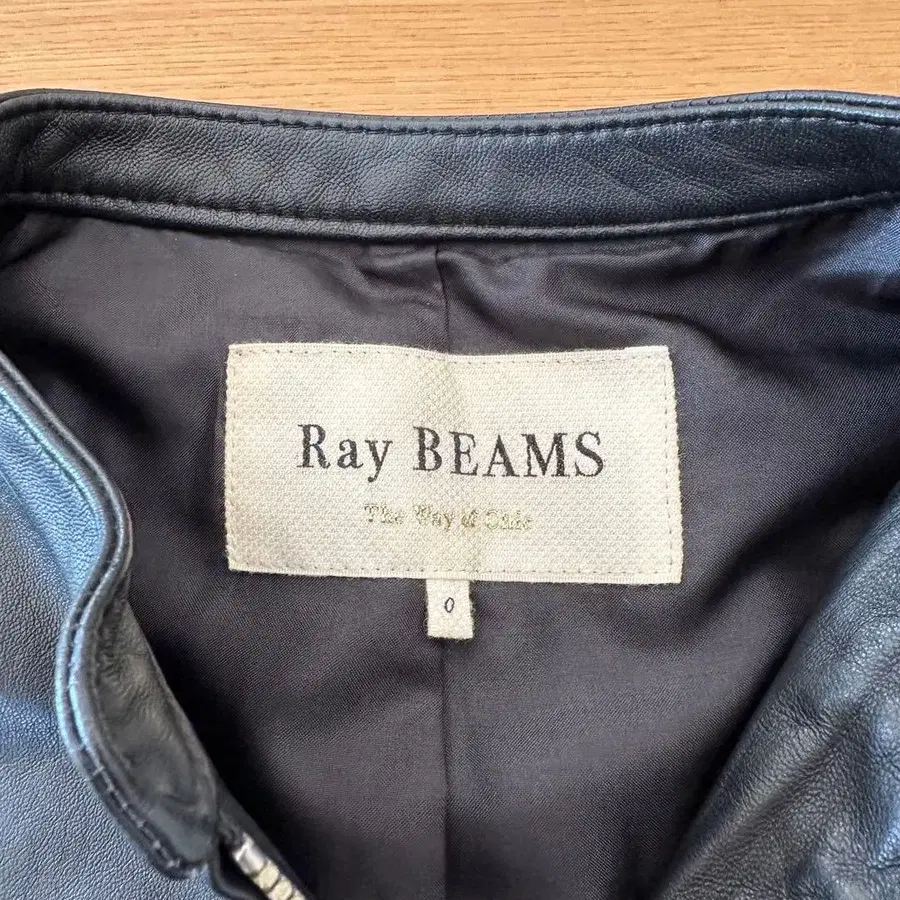 Ray BEAMS
The Way of Chic
0